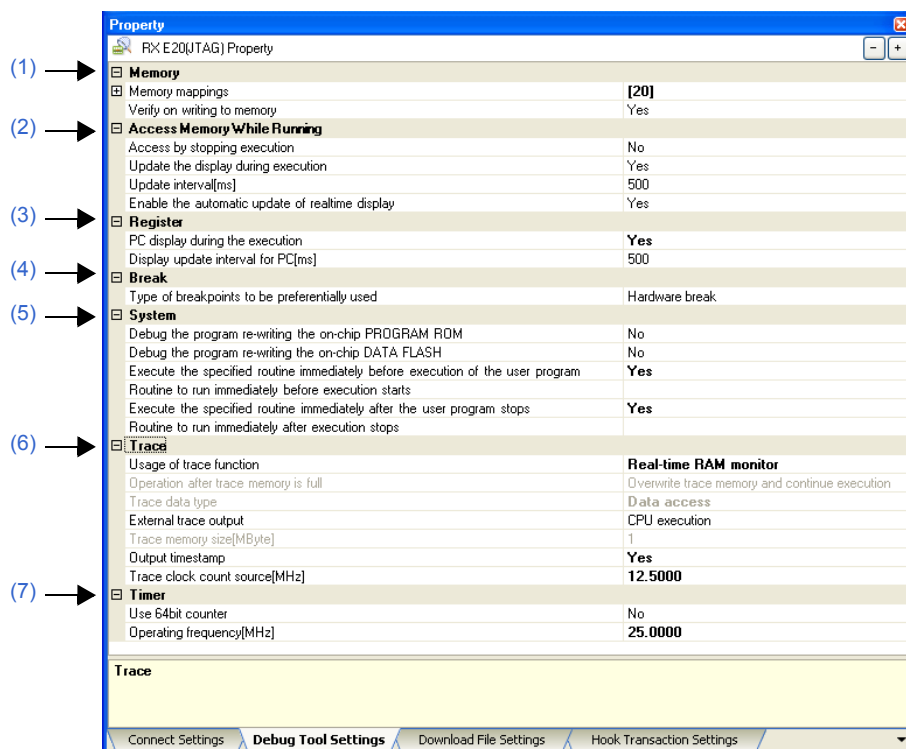 Property
RX E20(JTAG) Property
(1) Memory
Memory mappings [20]
Verify on writing to memory Yes
(2) Access Memory While Running
Access by stopping execution No
Update the display during execution Yes
Update interval[ms] 500
Enable the automatic update of realtime display Yes
(3) Register
PC display during the execution Yes
Display update interval for PC[ms] 500
(4) Break
Type of breakpoints to be preferentially used Hardware break
(5) System
Debug the program re-writing the on-chip PROGRAM ROM No
Debug the program re-writing the on-chip DATA FLASH No
Execute the specified routine immediately before execution of the user program Yes
Routine to run immediately before execution starts
Execute the specified routine immediately after the user program stops Yes
Routine to run immediately after execution stops
(6) Trace
Usage of trace function Real-time RAM monitor
Operation after trace memory is full Overwrite trace memory and continue execution
Trace data type Data access
External trace output CPU execution
Trace memory size[MByte] 1
Output timestamp Yes
Trace clock count source[MHz] 12.5000
(7) Timer
Use 64bit counter No
Operating frequency[MHz] 25.0000
Trace
Connect Settings Debug Tool Settings Download File Settings Hook Transaction Settings